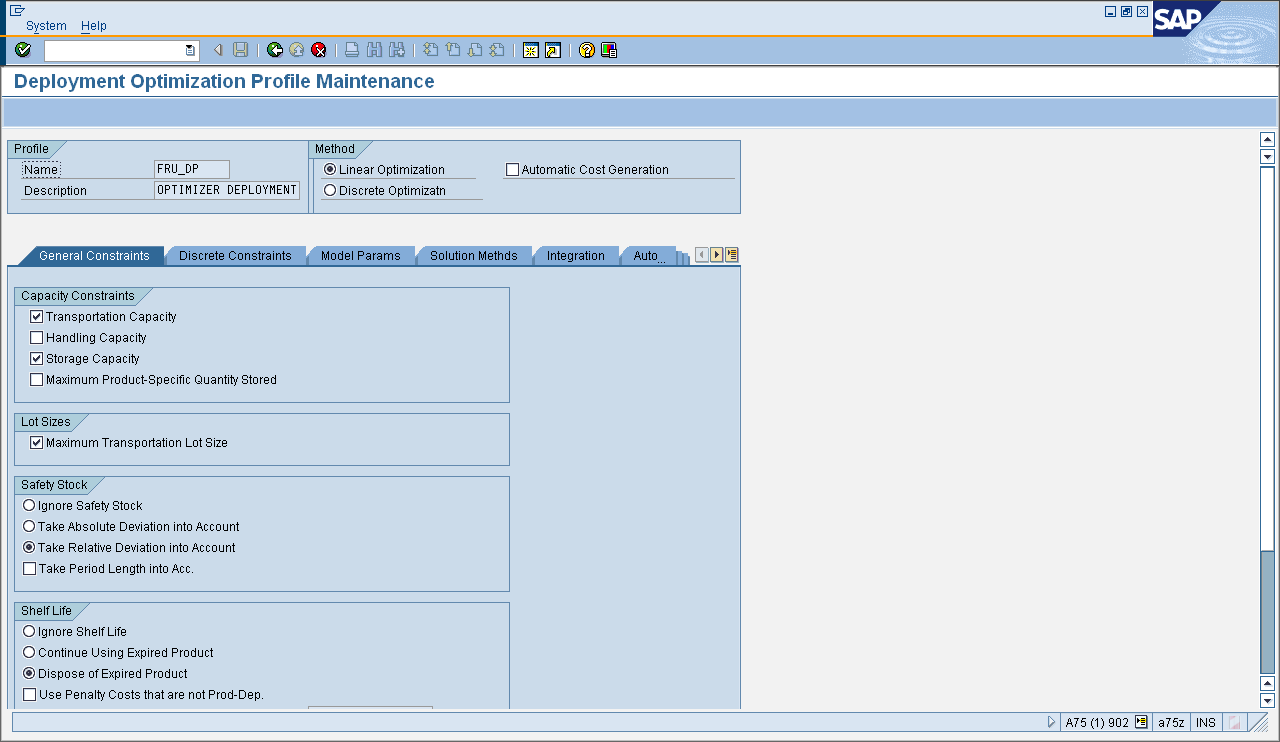 System Help
SAP
Deployment Optimization Profile Maintenance
Profile
Method
Name FRU_DP
Linear Optimization
Automatic Cost Generation
Description OPTIMIZER DEPLOYMENT
Discrete Optimizatn
General Constraints
Discrete Constraints
Model Params
Solution Methds
Integration
Auto...
Capacity Constraints
Transportation Capacity
Handling Capacity
Storage Capacity
Maximum Product-Specific Quantity Stored
Lot Sizes
Maximum Transportation Lot Size
Safety Stock
Ignore Safety Stock
Take Absolute Deviation into Account
Take Relative Deviation into Account
Take Period Length into Acc.
Shelf Life
Ignore Shelf Life
Continue Using Expired Product
Dispose of Expired Product
Use Penalty Costs that are not Prod-Dep.
A75 (1) 902
a75z
INS